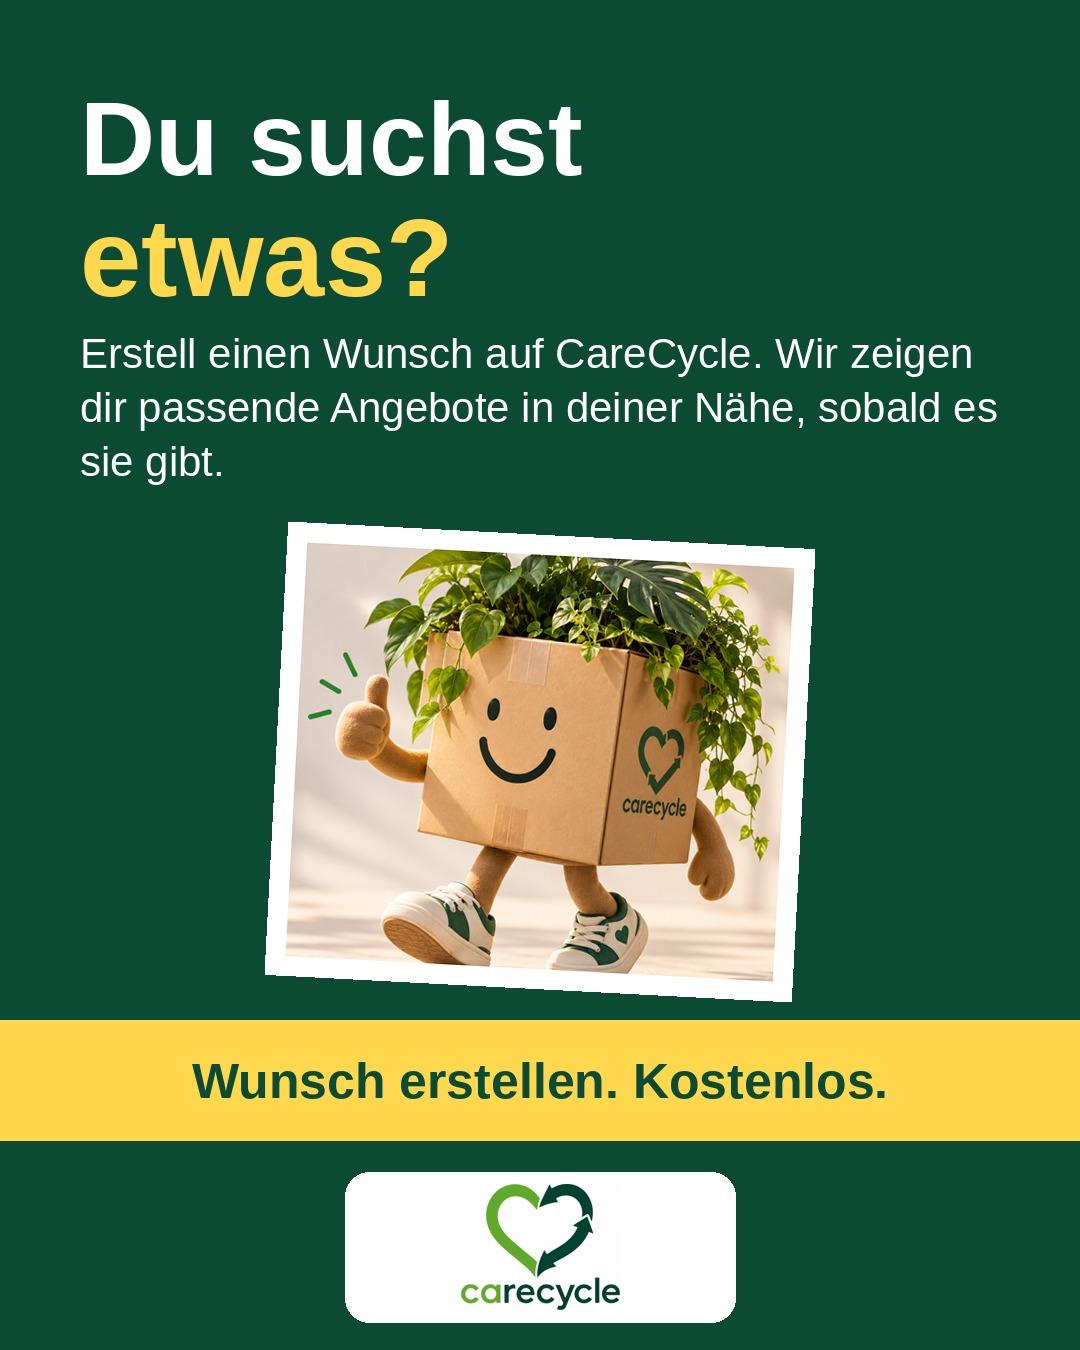 Du suchst
etwas?
Erstell einen Wunsch auf CareCycle. Wir zeigen
dir passende Angebote in deiner Nähe, sobald es
sie gibt.
carecycle
Wunsch erstellen. Kostenlos.
carecycle